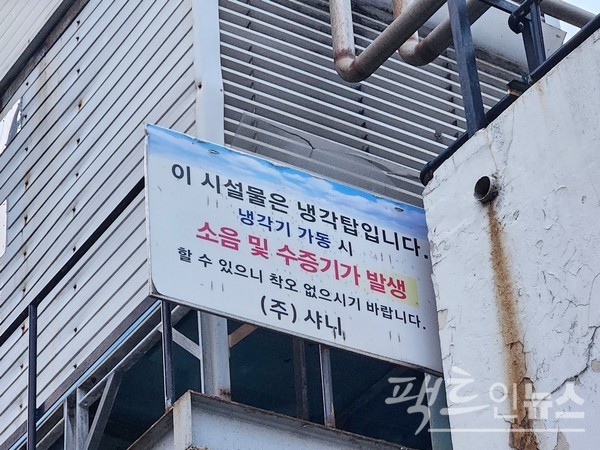 이 시설물은 냉각탑입니다.
냉각기 가동 시
소음 및 수증기가 발생
할 수 있으니 착오 없으시기 바랍니다.
(주) 샤니
팩트인뉴스